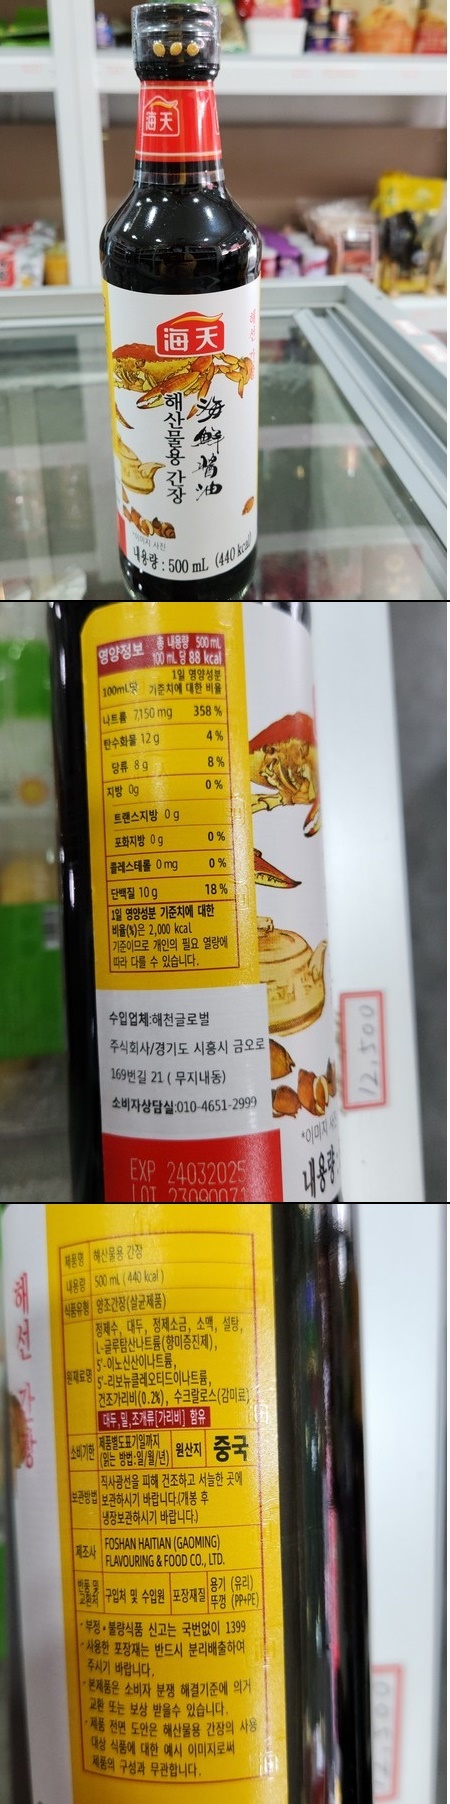 海天
海天
해산물용 간장
海鲜酱油
해선 간장
*이미지 사진
내용량 : 500 mL (440 kcal)
영양정보
총 내용량 500 mL
100 mL 당 88 kcal
100mL당
1일 영양성분
기준치에 대한 비율
나트륨 7,150 mg 358 %
탄수화물 12 g 4 %
당류 8 g 8 %
지방 0g 0 %
트랜스지방 0 g
포화지방 0 g 0 %
콜레스테롤 0 mg 0 %
단백질 10 g 18 %
1일 영양성분 기준치에 대한
비율(%)은 2,000 kcal
기준이므로 개인의 필요 열량에
따라 다를 수 있습니다.
수입업체:해천글로벌
주식회사/경기도 시흥시 금오로
169번길 21 ( 무지내동)
소비자상담실:010-4651-2999
EXP 24032025
LOT
12,500
*이미지 사
내용량 :
해선 간장
제품명 해산물용 간장
내용량 500 mL ( 440 kcal )
식품유형 양조간장(살균제품)
원재료명
정제수, 대두, 정제소금, 소맥, 설탕,
L-글루탐산나트륨(향미증진제),
5'-이노신산이나트륨,
5'-리보뉴클레오티드이나트륨,
건조가리비(0.2%), 수크랄로스(감미료)
대두,밀,조개류[가리비] 함유
소비기한
제품별도표기일까지
(읽는 방법:일/월/년)
원산지 중국
보관방법
직사광선을 피해 건조하고 서늘한 곳에
보관하시기 바랍니다.(개봉 후
냉장보관하시기 바랍니다.)
제조사
FOSHAN HAITIAN (GAOMING)
FLAVOURING & FOOD CO., LTD.
반품 및
교환처
구입처 및 수입원
포장재질
용기 (유리)
뚜껑 (PP+PE)
· 부정 · 불량식품 신고는 국번없이 1399
· 사용한 포장재는 반드시 분리배출하여
주시기 바랍니다.
· 본제품은 소비자 분쟁 해결기준에 의거
교환 또는 보상 받을수 있습니다.
· 제품 전면 도안은 해산물용 간장의 사용
대상 식품에 대한 예시 이미지로써
제품의 구성과 무관합니다.